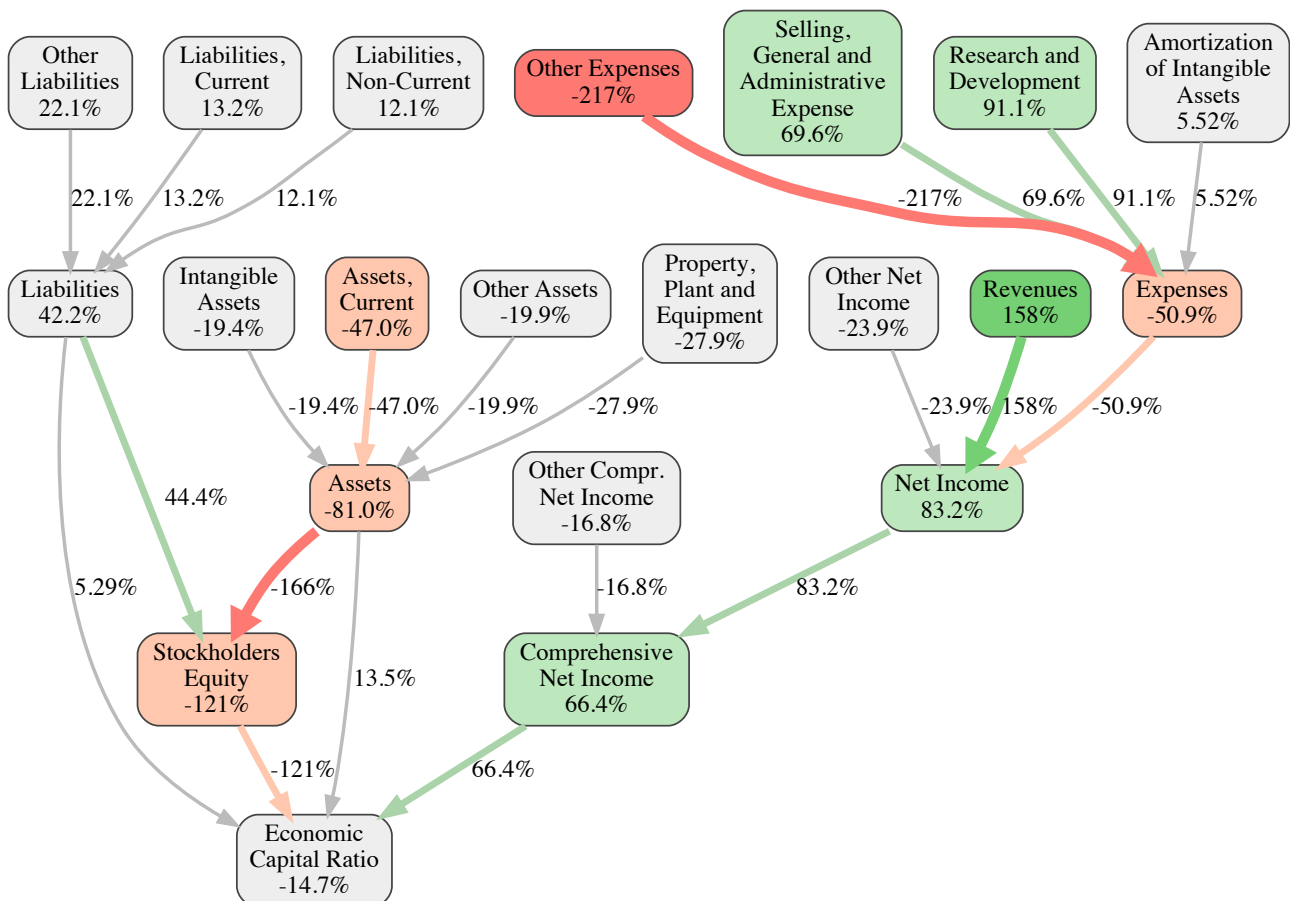 Other
Liabilities
22.1%
Liabilities,
Current
13.2%
Liabilities,
Non-Current
12.1%
Other Expenses
-217%
Selling,
General and
Administrative
Expense
69.6%
Research and
Development
91.1%
Amortization
of Intangible
Assets
5.52%
22.1%
13.2%
12.1%
-217%
69.6%
91.1%
5.52%
Liabilities
42.2%
Intangible
Assets
-19.4%
Assets,
Current
-47.0%
Other Assets
-19.9%
Property,
Plant and
Equipment
-27.9%
Other Net
Income
-23.9%
Revenues
158%
Expenses
-50.9%
-19.4%
-47.0%
-19.9%
-27.9%
-23.9%
158%
-50.9%
Assets
-81.0%
Other Compr.
Net Income
-16.8%
Net Income
83.2%
44.4%
5.29%
-166%
-16.8%
83.2%
Stockholders
Equity
-121%
13.5%
Comprehensive
Net Income
66.4%
-121%
66.4%
Economic
Capital Ratio
-14.7%